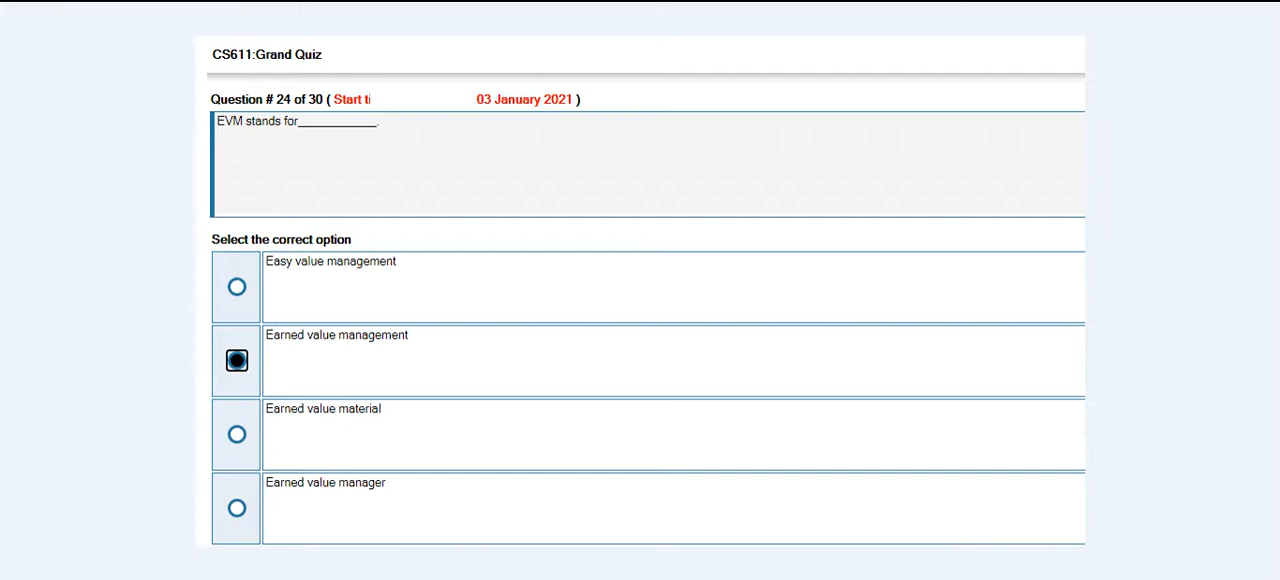 CS611:Grand Quiz
Question # 24 of 30 ( Start ti 03 January 2021 )
EVM stands for____________.
Select the correct option
Easy value management
Earned value management
Earned value material
Earned value manager